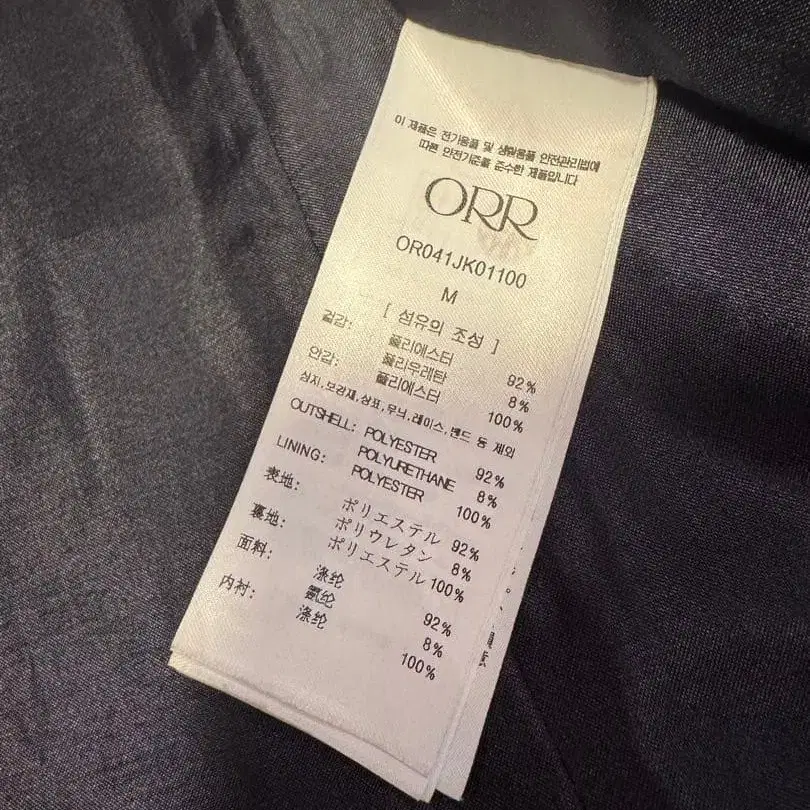 이 제품은 전기용품 및 생활용품 안전관리법에
따른 안전기준을 준수한 제품입니다
ORR
OR041JK01100
M
[ 섬유의 조성 ]
겉감: 폴리에스터 92%
폴리우레탄 8%
안감: 폴리에스터 100%
심지,보강재,상표,무늬,레이스,밴드 등 제외
OUTSHELL: POLYESTER 92%
POLYURETHANE 8%
LINING: POLYESTER 100%
表地: ポリエステル 92%
ポリウレタン 8%
裏地: ポリエステル 100%
面料: 涤纶 92%
氨纶 8%
内衬: 涤纶 100%